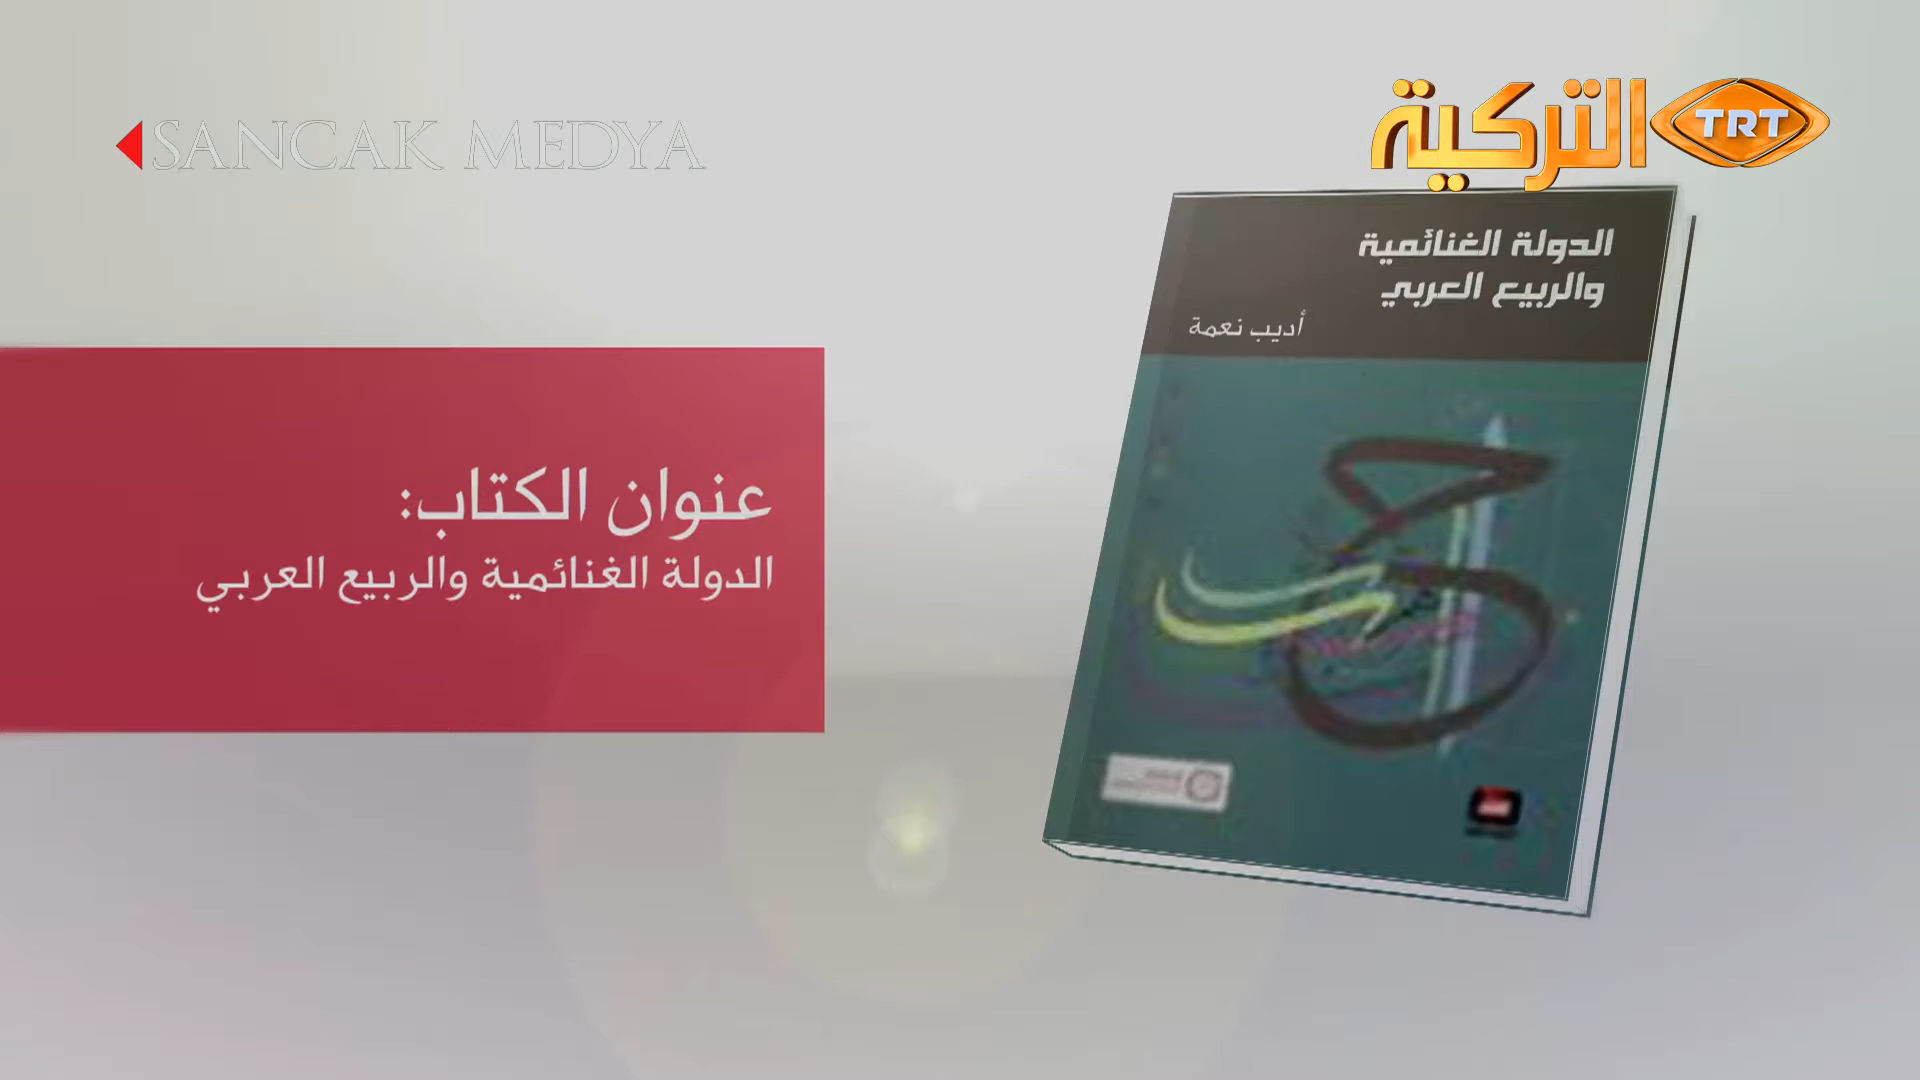 SANCAK MEDYA
التركية TRT
الدولة الغنائمية
والربيع العربي
أديب نعمة
عنوان الكتاب:
الدولة الغنائمية والربيع العربي